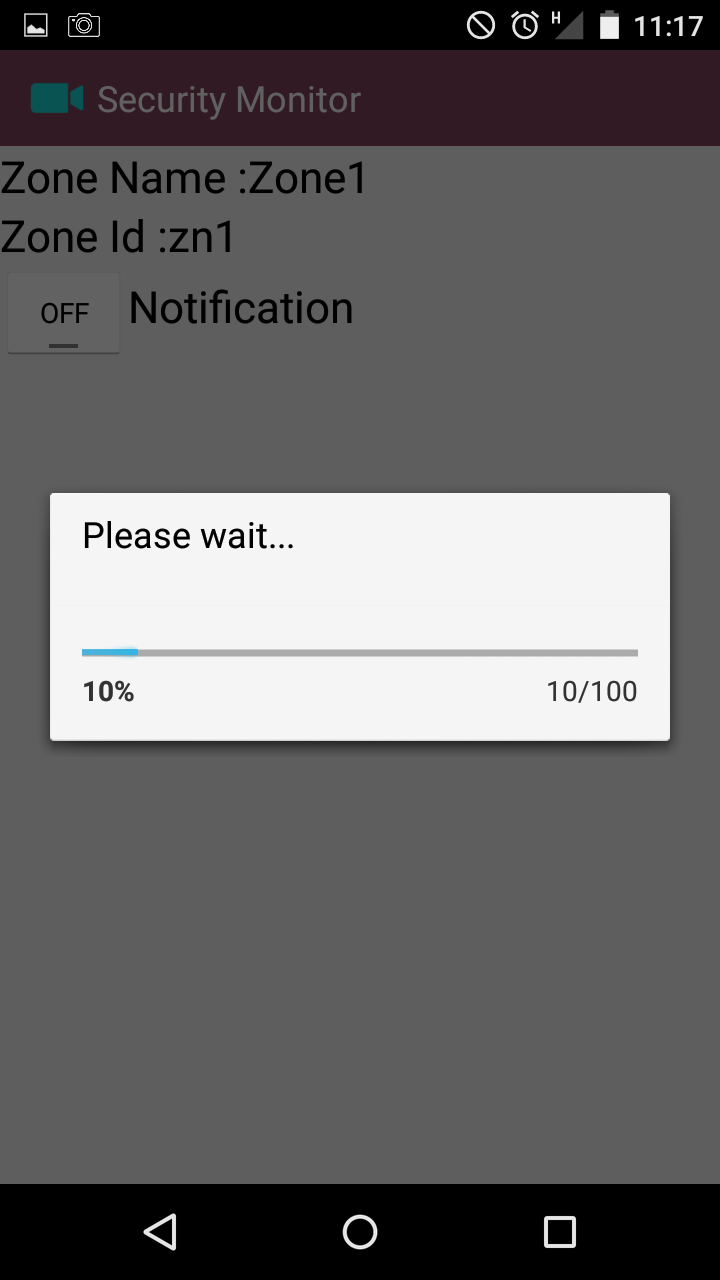 H 11:17
Security Monitor
Zone Name :Zone1
Zone Id :zn1
OFF Notification
Please wait...
10% 10/100